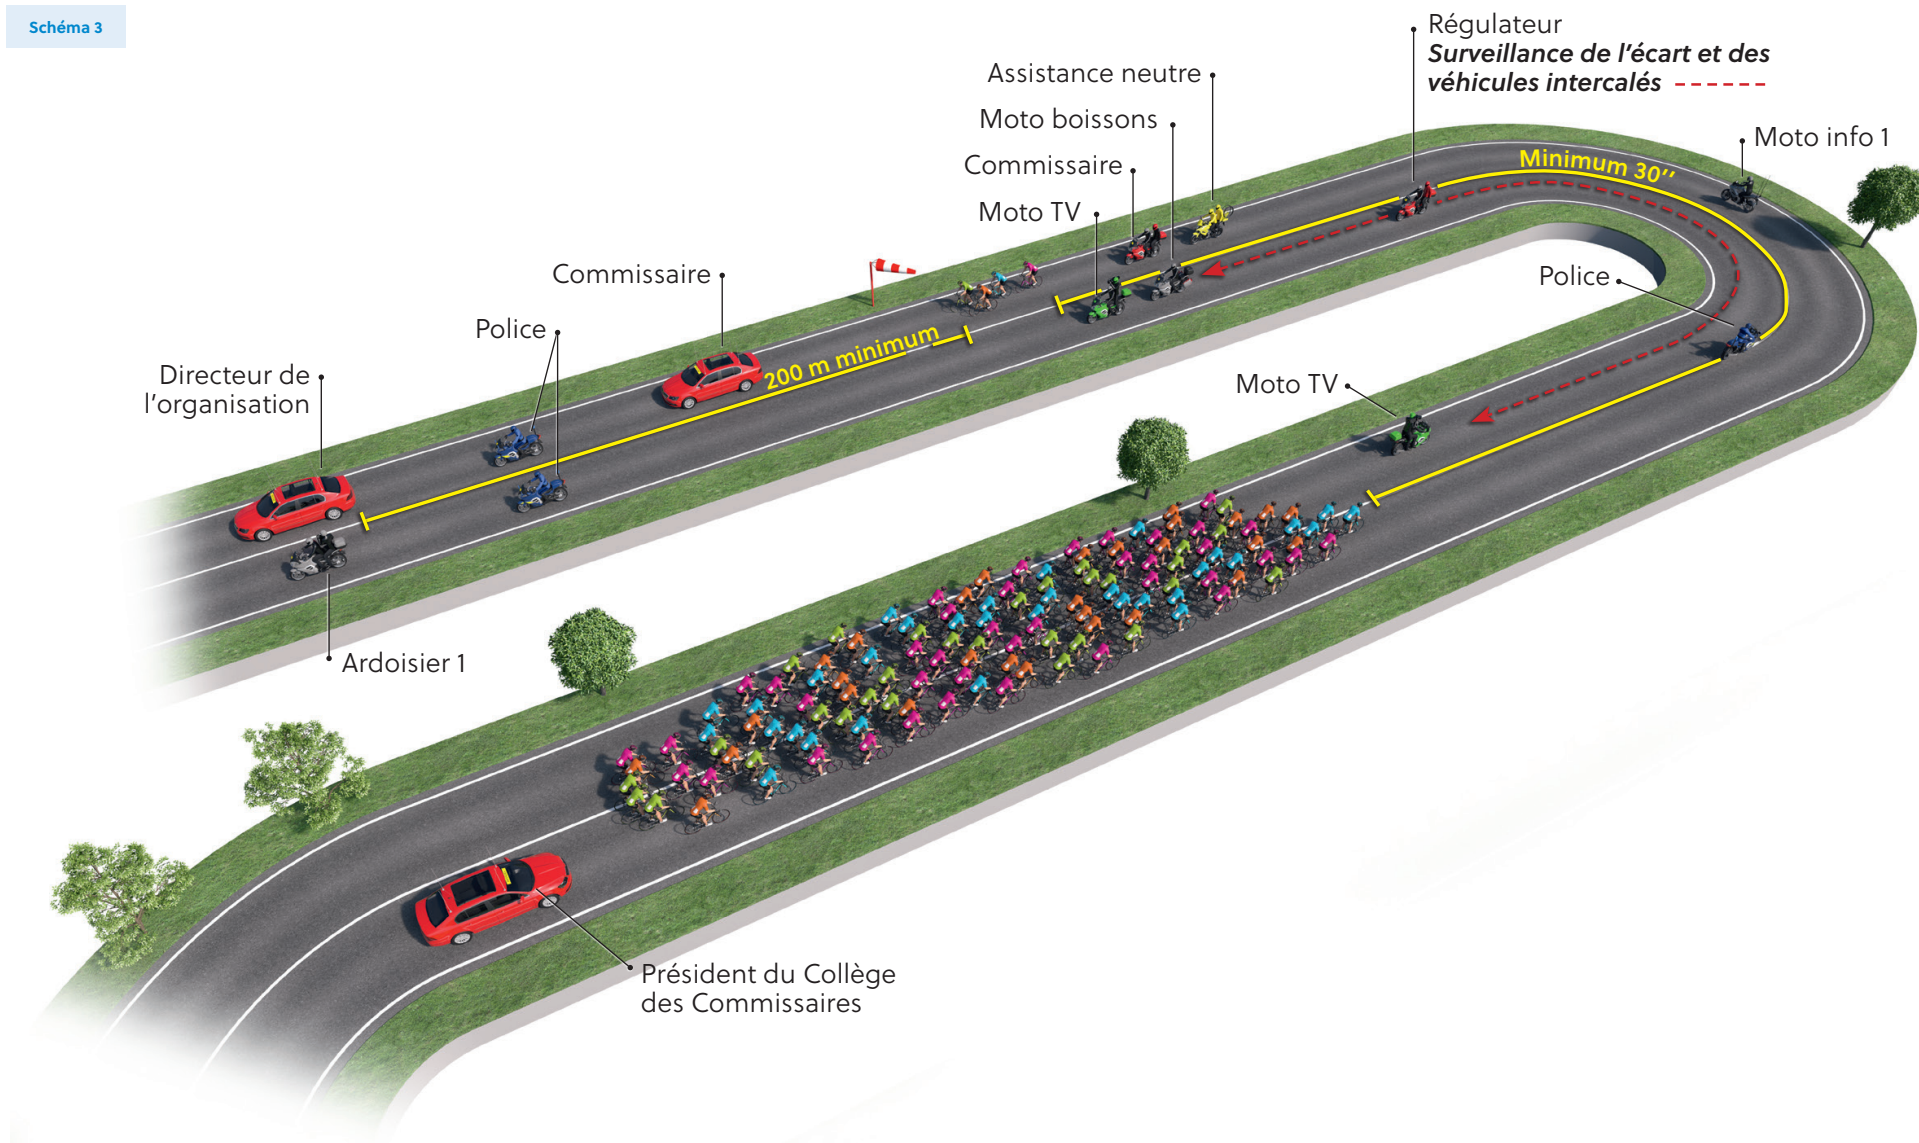 Schéma 3
Régulateur
Surveillance de l'écart et des
véhicules intercalés
Assistance neutre
Moto boissons
Commissaire
Moto TV
Minimum 30’’
Moto info 1
Commissaire
Police
Police
200 m minimum
Directeur de
l'organisation
Moto TV
Ardoisier 1
Président du Collège
des Commissaires